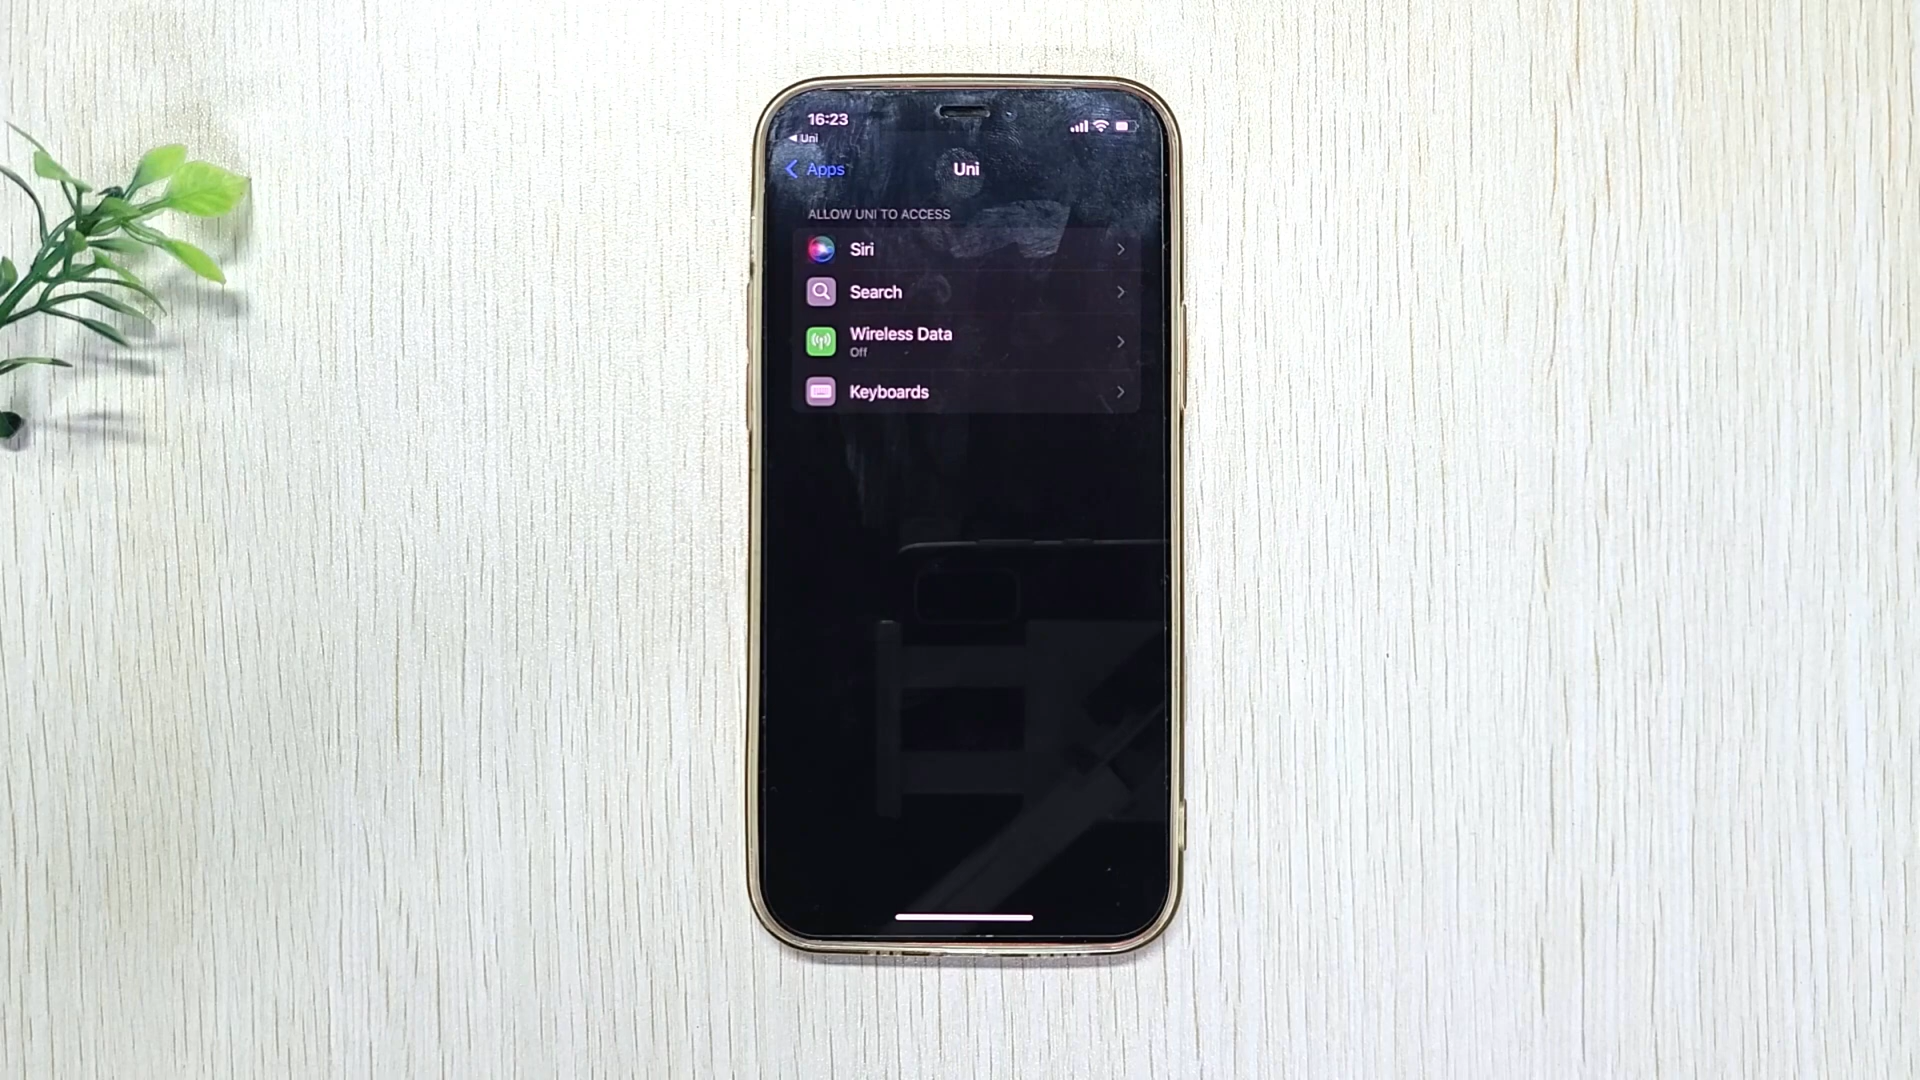 16:23
◀ Uni
Apps
Uni
ALLOW UNI TO ACCESS
Siri
Search
Wireless Data
Off
Keyboards